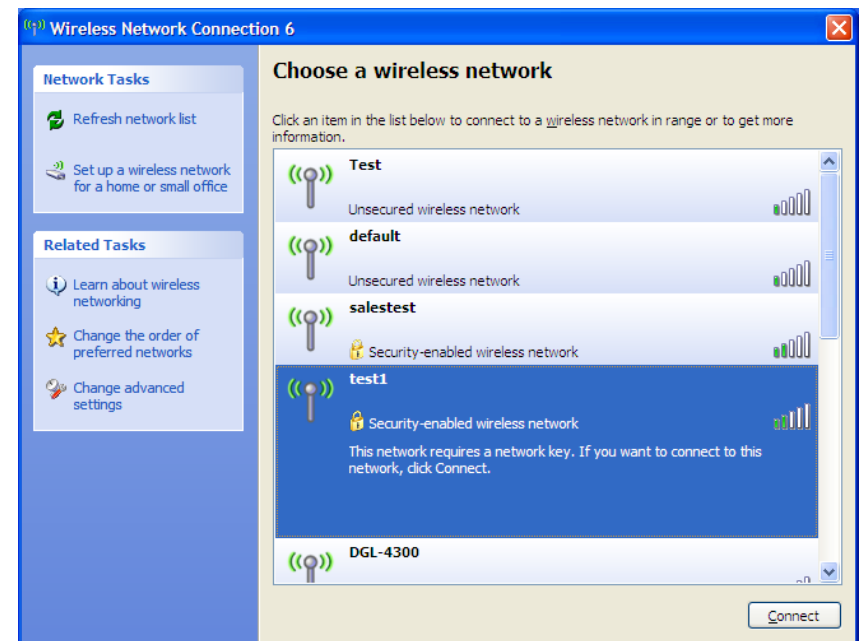 Wireless Network Connection 6
Network Tasks
Refresh network list
Set up a wireless network
for a home or small office
Related Tasks
Learn about wireless
networking
Change the order of
preferred networks
Change advanced
settings
Choose a wireless network
Click an item in the list below to connect to a wireless network in range or to get more
information.
Test
Unsecured wireless network
default
Unsecured wireless network
salestest
Security-enabled wireless network
test1
Security-enabled wireless network
This network requires a network key. If you want to connect to this
network, click Connect.
DGL-4300
Connect